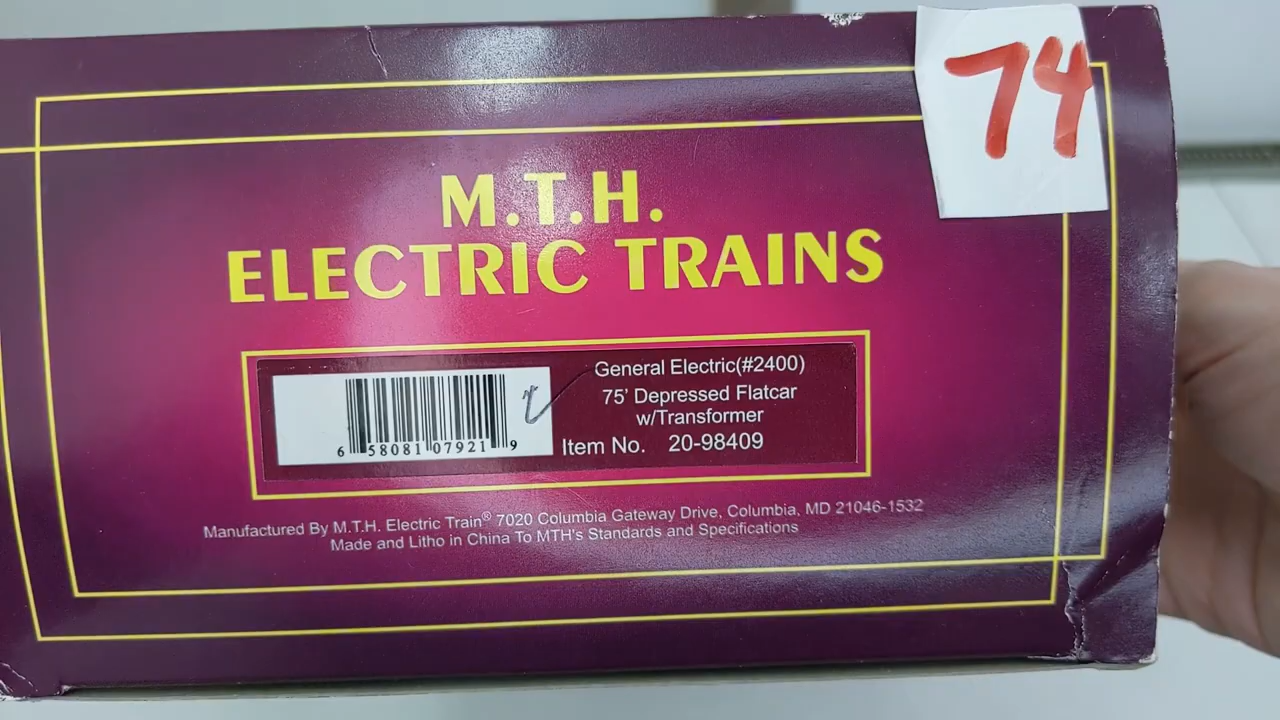 74
M.T.H.
ELECTRIC TRAINS
General Electric(#2400)
75' Depressed Flatcar
w/Transformer
Item No. 20-98409
6 58081 07921 9
Manufactured By M.T.H. Electric Train® 7020 Columbia Gateway Drive, Columbia, MD 21046-1532
Made and Litho in China To MTH's Standards and Specifications